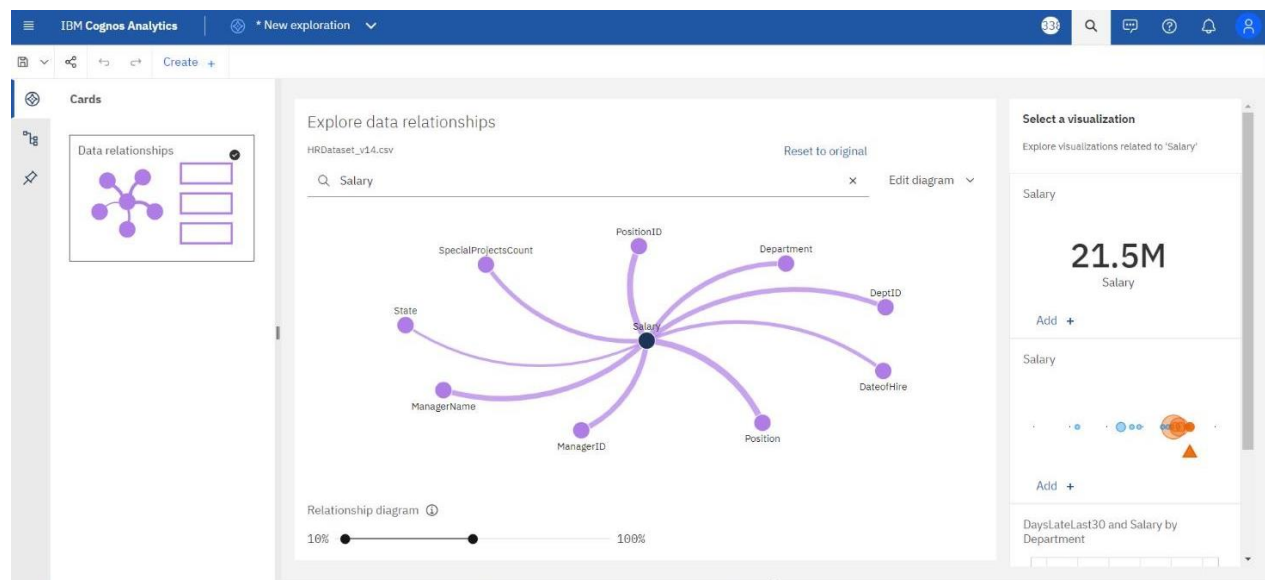 IBM Cognos Analytics
* New exploration
Create +
Cards
Data relationships
Explore data relationships
HRDataset_v14.csv
Reset to original
Salary
Edit diagram
PositionID
SpecialProjectsCount
Department
DeptID
State
Salary
DateofHire
ManagerName
Position
ManagerID
Relationship diagram
10%
100%
Select a visualization
Explore visualizations related to 'Salary'
Salary
21.5M
Salary
Add +
Salary
Add +
DaysLateLast30 and Salary by
Department